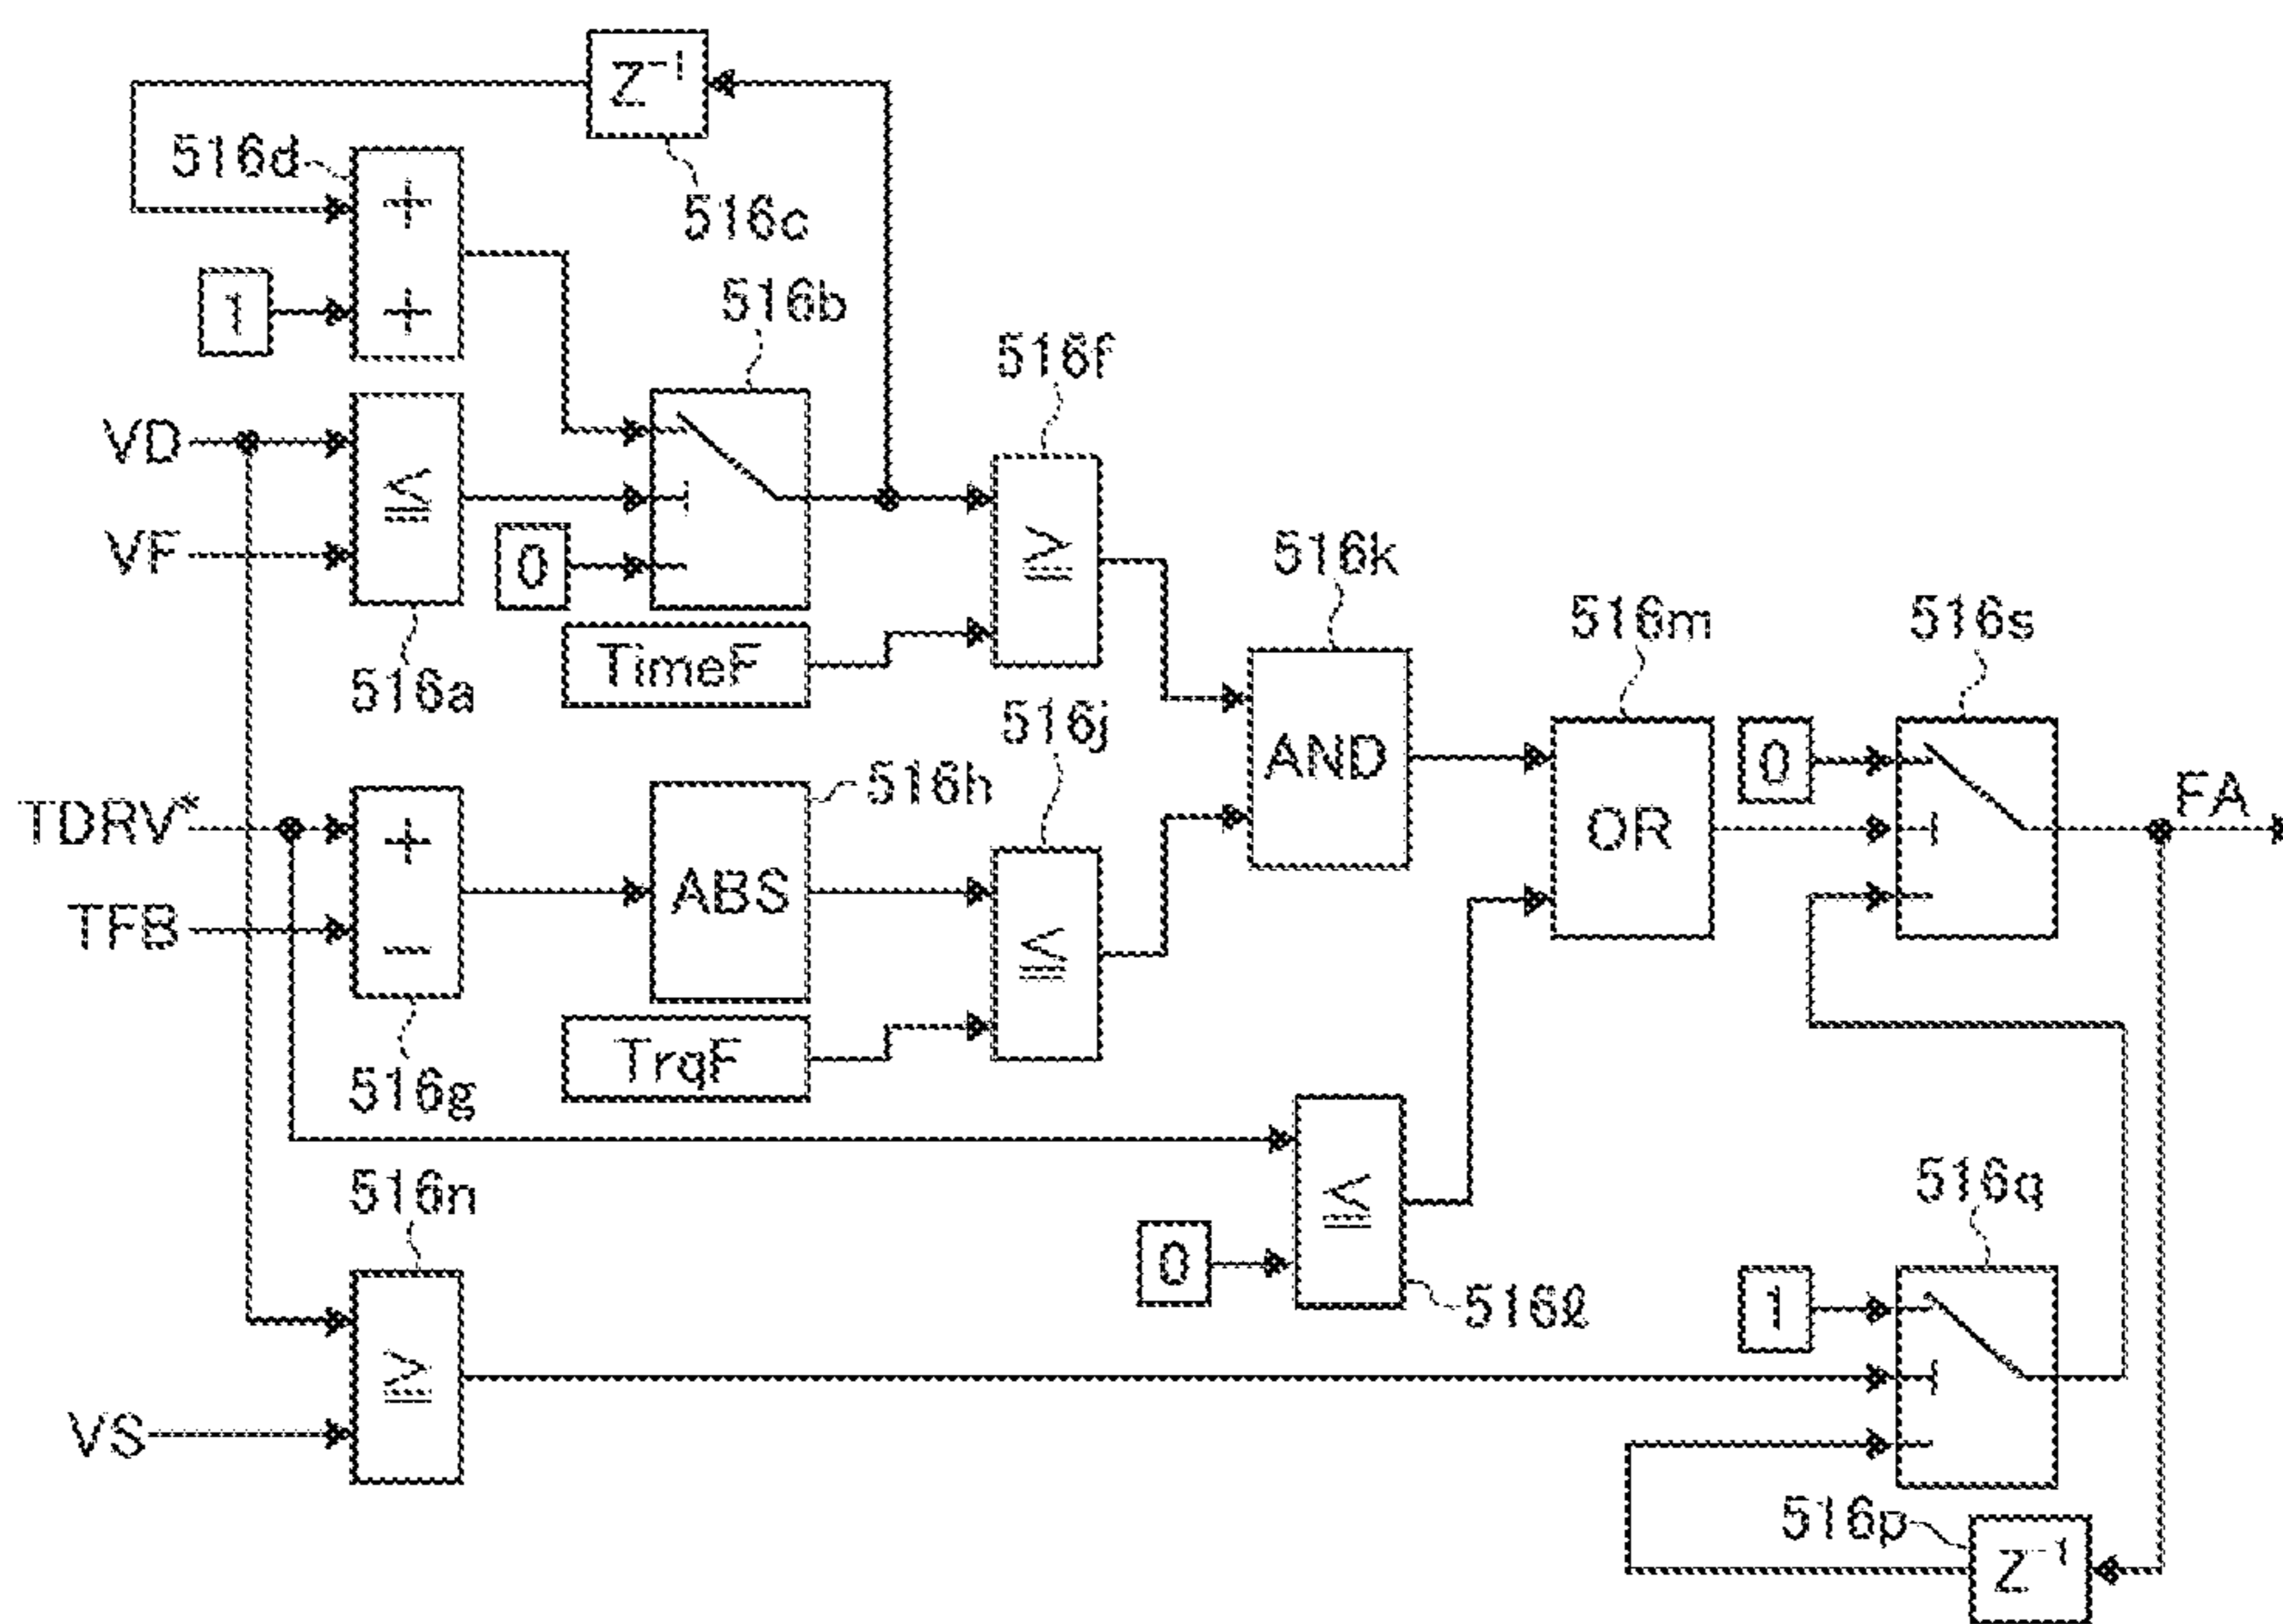 Z⁻¹
516d
+
516c
1
+
516b
516f
VD
≦
VF
0
≧
516k
TimeF
516m
516s
516a
516j
AND
0
516h
FA
TDRV*
+
OR
ABS
TFB
−
≦
TrqF
516g
516n
≦
516q
0
516ℓ
1
≧
VS
516p
Z⁻¹